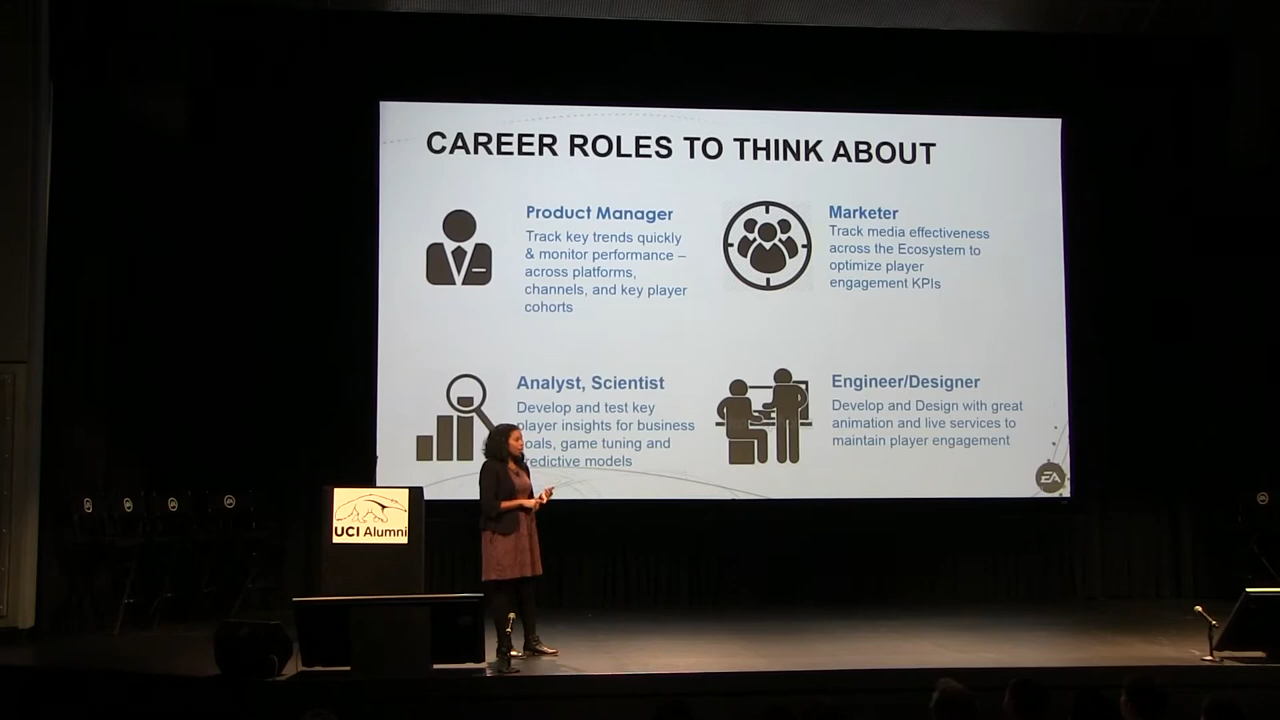 CAREER ROLES TO THINK ABOUT
Product Manager
Track key trends quickly
& monitor performance –
across platforms,
channels, and key player
cohorts
Marketer
Track media effectiveness
across the Ecosystem to
optimize player
engagement KPIs
Analyst, Scientist
Develop and test key
player insights for business
oals, game tuning and
redictive models
Engineer/Designer
Develop and Design with great
animation and live services to
maintain player engagement
EA
UCI Alumni